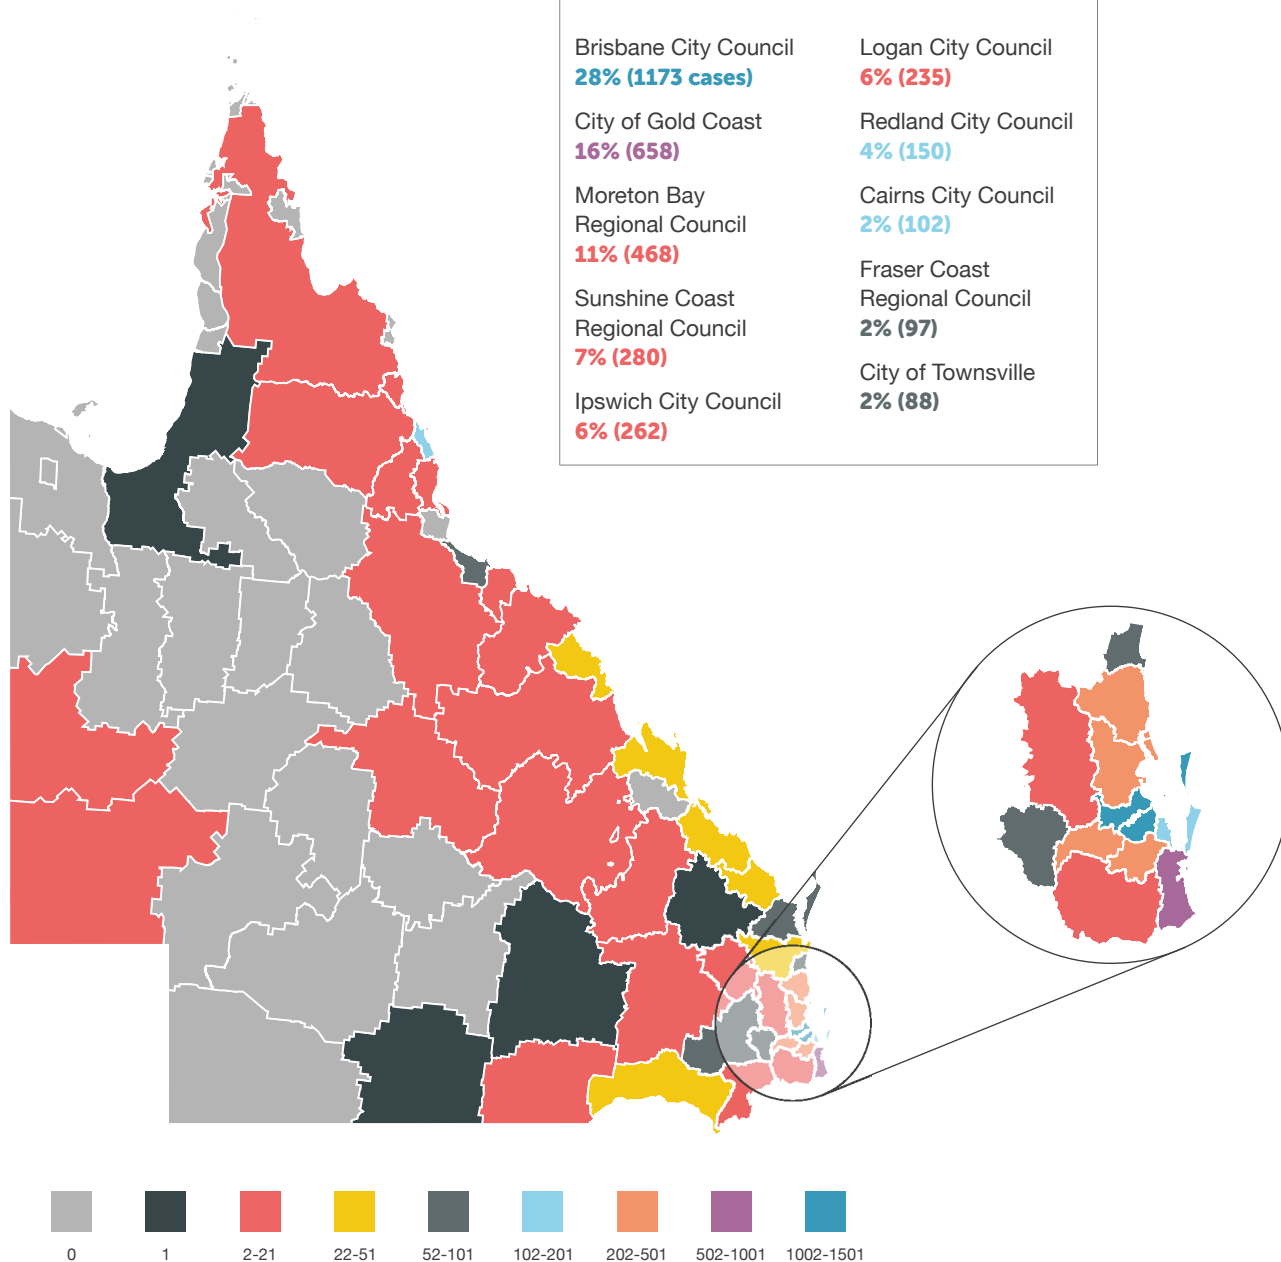 Brisbane City Council
28% (1173 cases)
City of Gold Coast
16% (658)
Moreton Bay
Regional Council
11% (468)
Sunshine Coast
Regional Council
7% (280)
Ipswich City Council
6% (262)
Logan City Council
6% (235)
Redland City Council
4% (150)
Cairns City Council
2% (102)
Fraser Coast
Regional Council
2% (97)
City of Townsville
2% (88)
0
1
2-21
22-51
52-101
102-201
202-501
502-1001
1002-1501